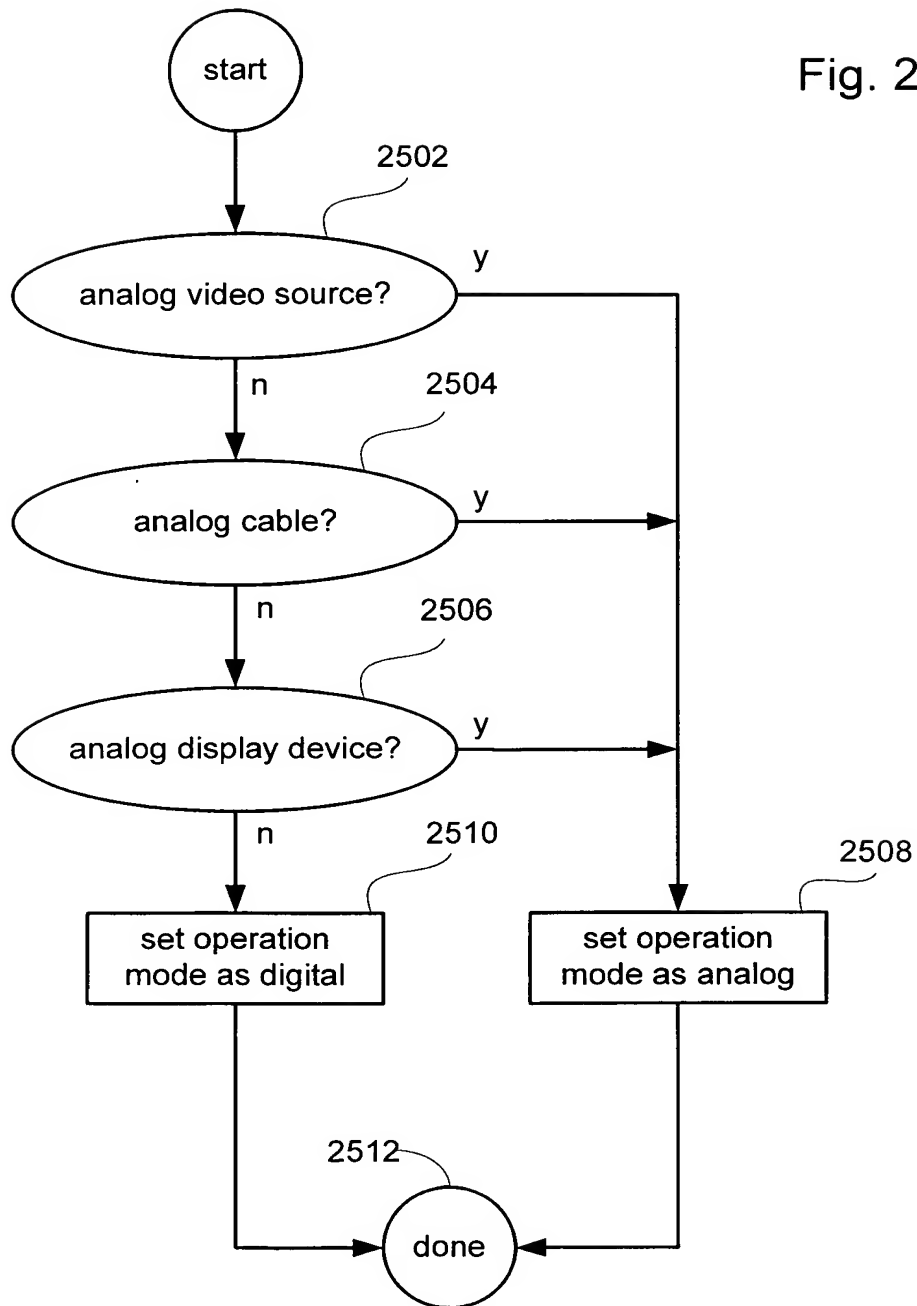 start
Fig. 2
2502
analog video source?
y
n
2504
analog cable?
y
n
2506
analog display device?
y
n
2510
2508
set operation
mode as digital
set operation
mode as analog
2512
done